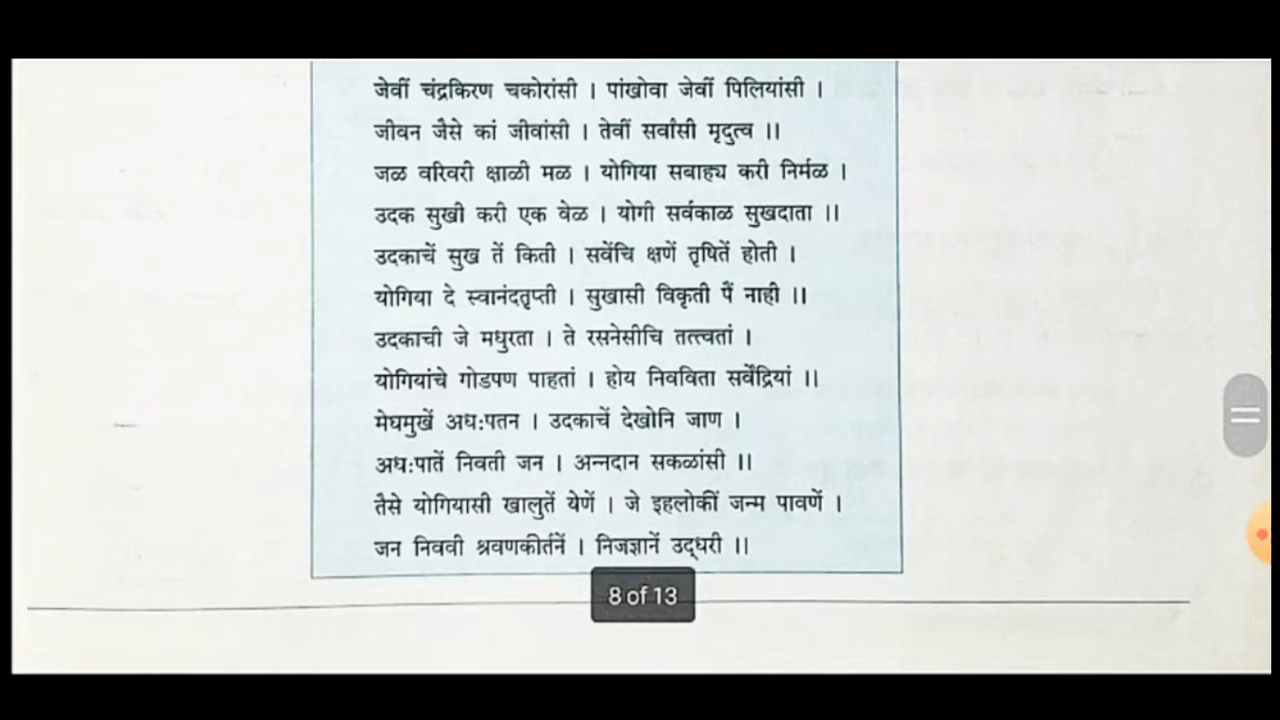 जेवीं चंद्रकिरण चकोरांसी । पांखोवा जेवीं पिलियांसी ।
जीवन जैसे कां जीवांसी । तेवीं सर्वांसी मृदुत्व ।।
जळ वरिवरी क्षाळी मळ । योगिया सबाह्य करी निर्मळ ।
उदक सुखी करी एक वेळ । योगी सर्वकाळ सुखदाता ।।
उदकाचें सुख तें किती । सवेंचि क्षणें तृषितें होती ।
योगिया दे स्वानंदतृप्ती । सुखासी विकृती पैं नाही ।।
उदकाची जे मधुरता । ते रसनेसीचि तत्त्वतां ।
योगियांचे गोडपण पाहतां । होय निवविता सर्वेंद्रियां ।।
मेघमुखें अधःपतन । उदकाचें देखोनि जाण ।
अधःपातें निवती जन । अन्नदान सकळांसी ।।
तैसे योगियासी खालुतें येणें । जे इहलोकीं जन्म पावणें ।
जन निववी श्रवणकीर्तनें । निजज्ञानें उद्धरी ।।
8 of 13